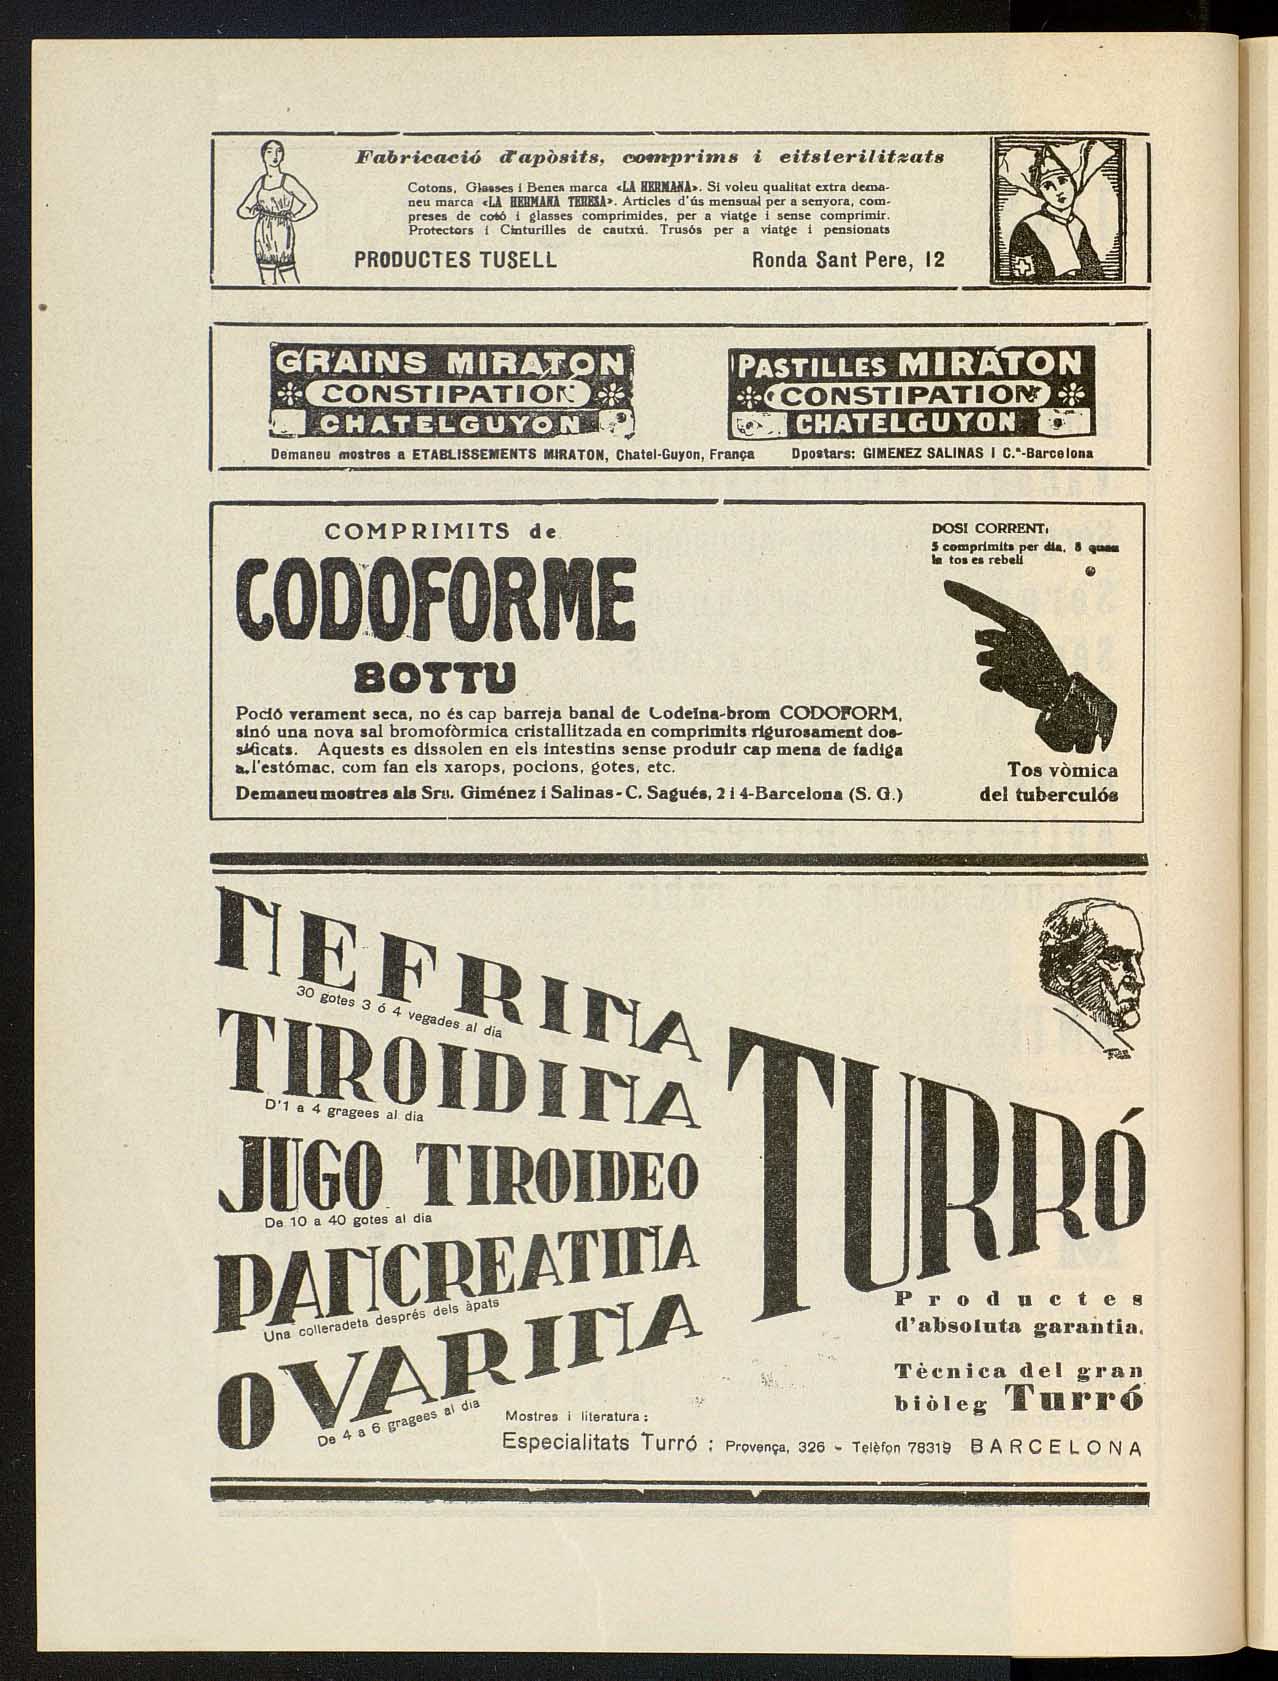 Fabricació d'apòsits, comprims i eitsterilitzats
Cotons, Glasses i Benes marca «LA HERMANA». Si voleu qualitat extra dema-
neu marca «LA HERMANA TERESA». Articles d'ús mensual per a senyora, com-
preses de cotó i glasses comprimides, per a viatge i sense comprimir.
Protectors i Cinturilles de cautxú. Trusós per a viatge i pensionats
PRODUCTES TUSELL Ronda Sant Pere, 12
GRAINS MIRATON
CONSTIPATION
CHATELGUYON
PASTILLES MIRATON
CONSTIPATION
CHATELGUYON
Demaneu mostres a ETABLISSEMENTS MIRATON, Chatel-Guyon, França Dpostars: GIMENEZ SALINAS I C.ª-Barcelona
COMPRIMITS de
CODOFORME
BOTTU
DOSI CORRENT:
5 comprimits per dia, 8 quan
la tos es rebell
Poció verament seca, no és cap barreja banal de Codeïna-brom CODOFORM,
sinó una nova sal bromofòrmica cristallitzada en comprimits rigurosament dos-
sificats. Aquests es dissolen en els intestins sense produir cap mena de fadiga
a l'estómac, com fan els xarops, pocions, gotes, etc.
Demaneu mostres als Srs. Giménez i Salinas - C. Sagués, 2 i 4-Barcelona (S. G.)
Tos vòmica
del tuberculós
NEFRINA
30 gotes 3 ó 4 vegades al dia
TIROIDINA
D'1 a 4 gragees al dia
JUGO TIROIDEO
De 10 a 40 gotes al dia
PANCREATINA
Una colleradeta després dels àpats
OVARINA
De 4 a 6 gragees al dia
TURRÓ
Productes
d'absoluta garantia.
Tècnica del gran
biòleg Turró
Mostres i literatura:
Especialitats Turró : Provença, 326 - Telèfon 78319 BARCELONA